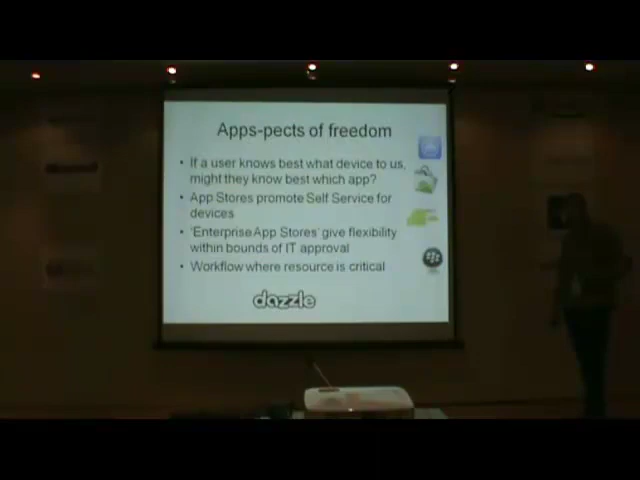 Apps-pects of freedom
• If a user knows best what device to us,
might they know best which app?
• App Stores promote Self Service for
devices
• 'Enterprise App Stores' give flexibility
within bounds of IT approval
• Workflow where resource is critical
dazzle